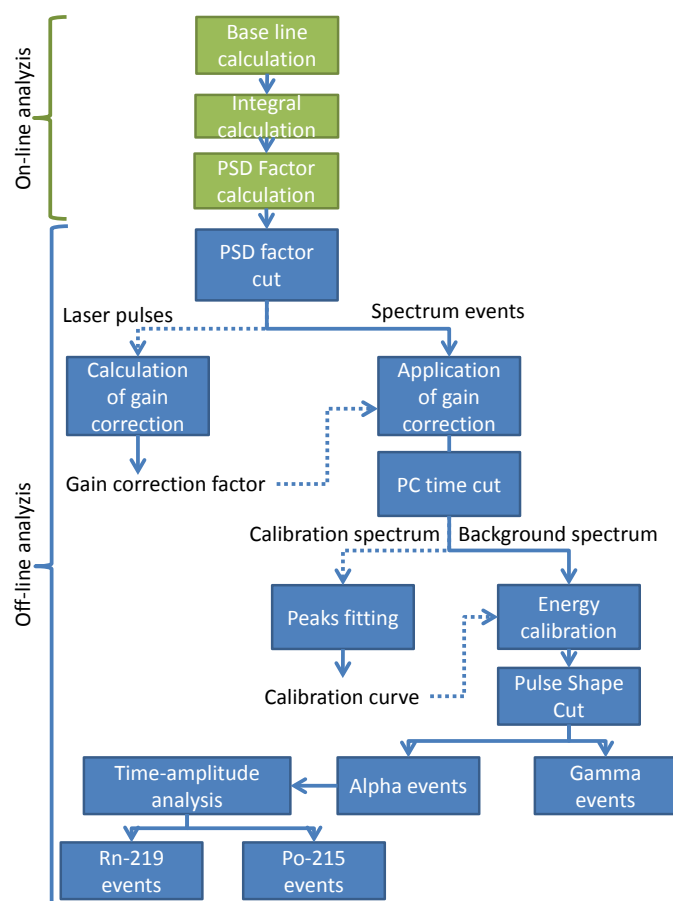 On-line analyzis
Base line
calculation
Integral
calculation
PSD Factor
calculation
Off-line analyzis
PSD factor
cut
Laser pulses
Spectrum events
Calculation
of gain
correction
Application
of gain
correction
Gain correction factor
PC time cut
Calibration spectrum
Background spectrum
Peaks fitting
Energy
calibration
Calibration curve
Pulse Shape
Cut
Time-amplitude
analysis
Alpha events
Gamma
events
Rn-219
events
Po-215
events